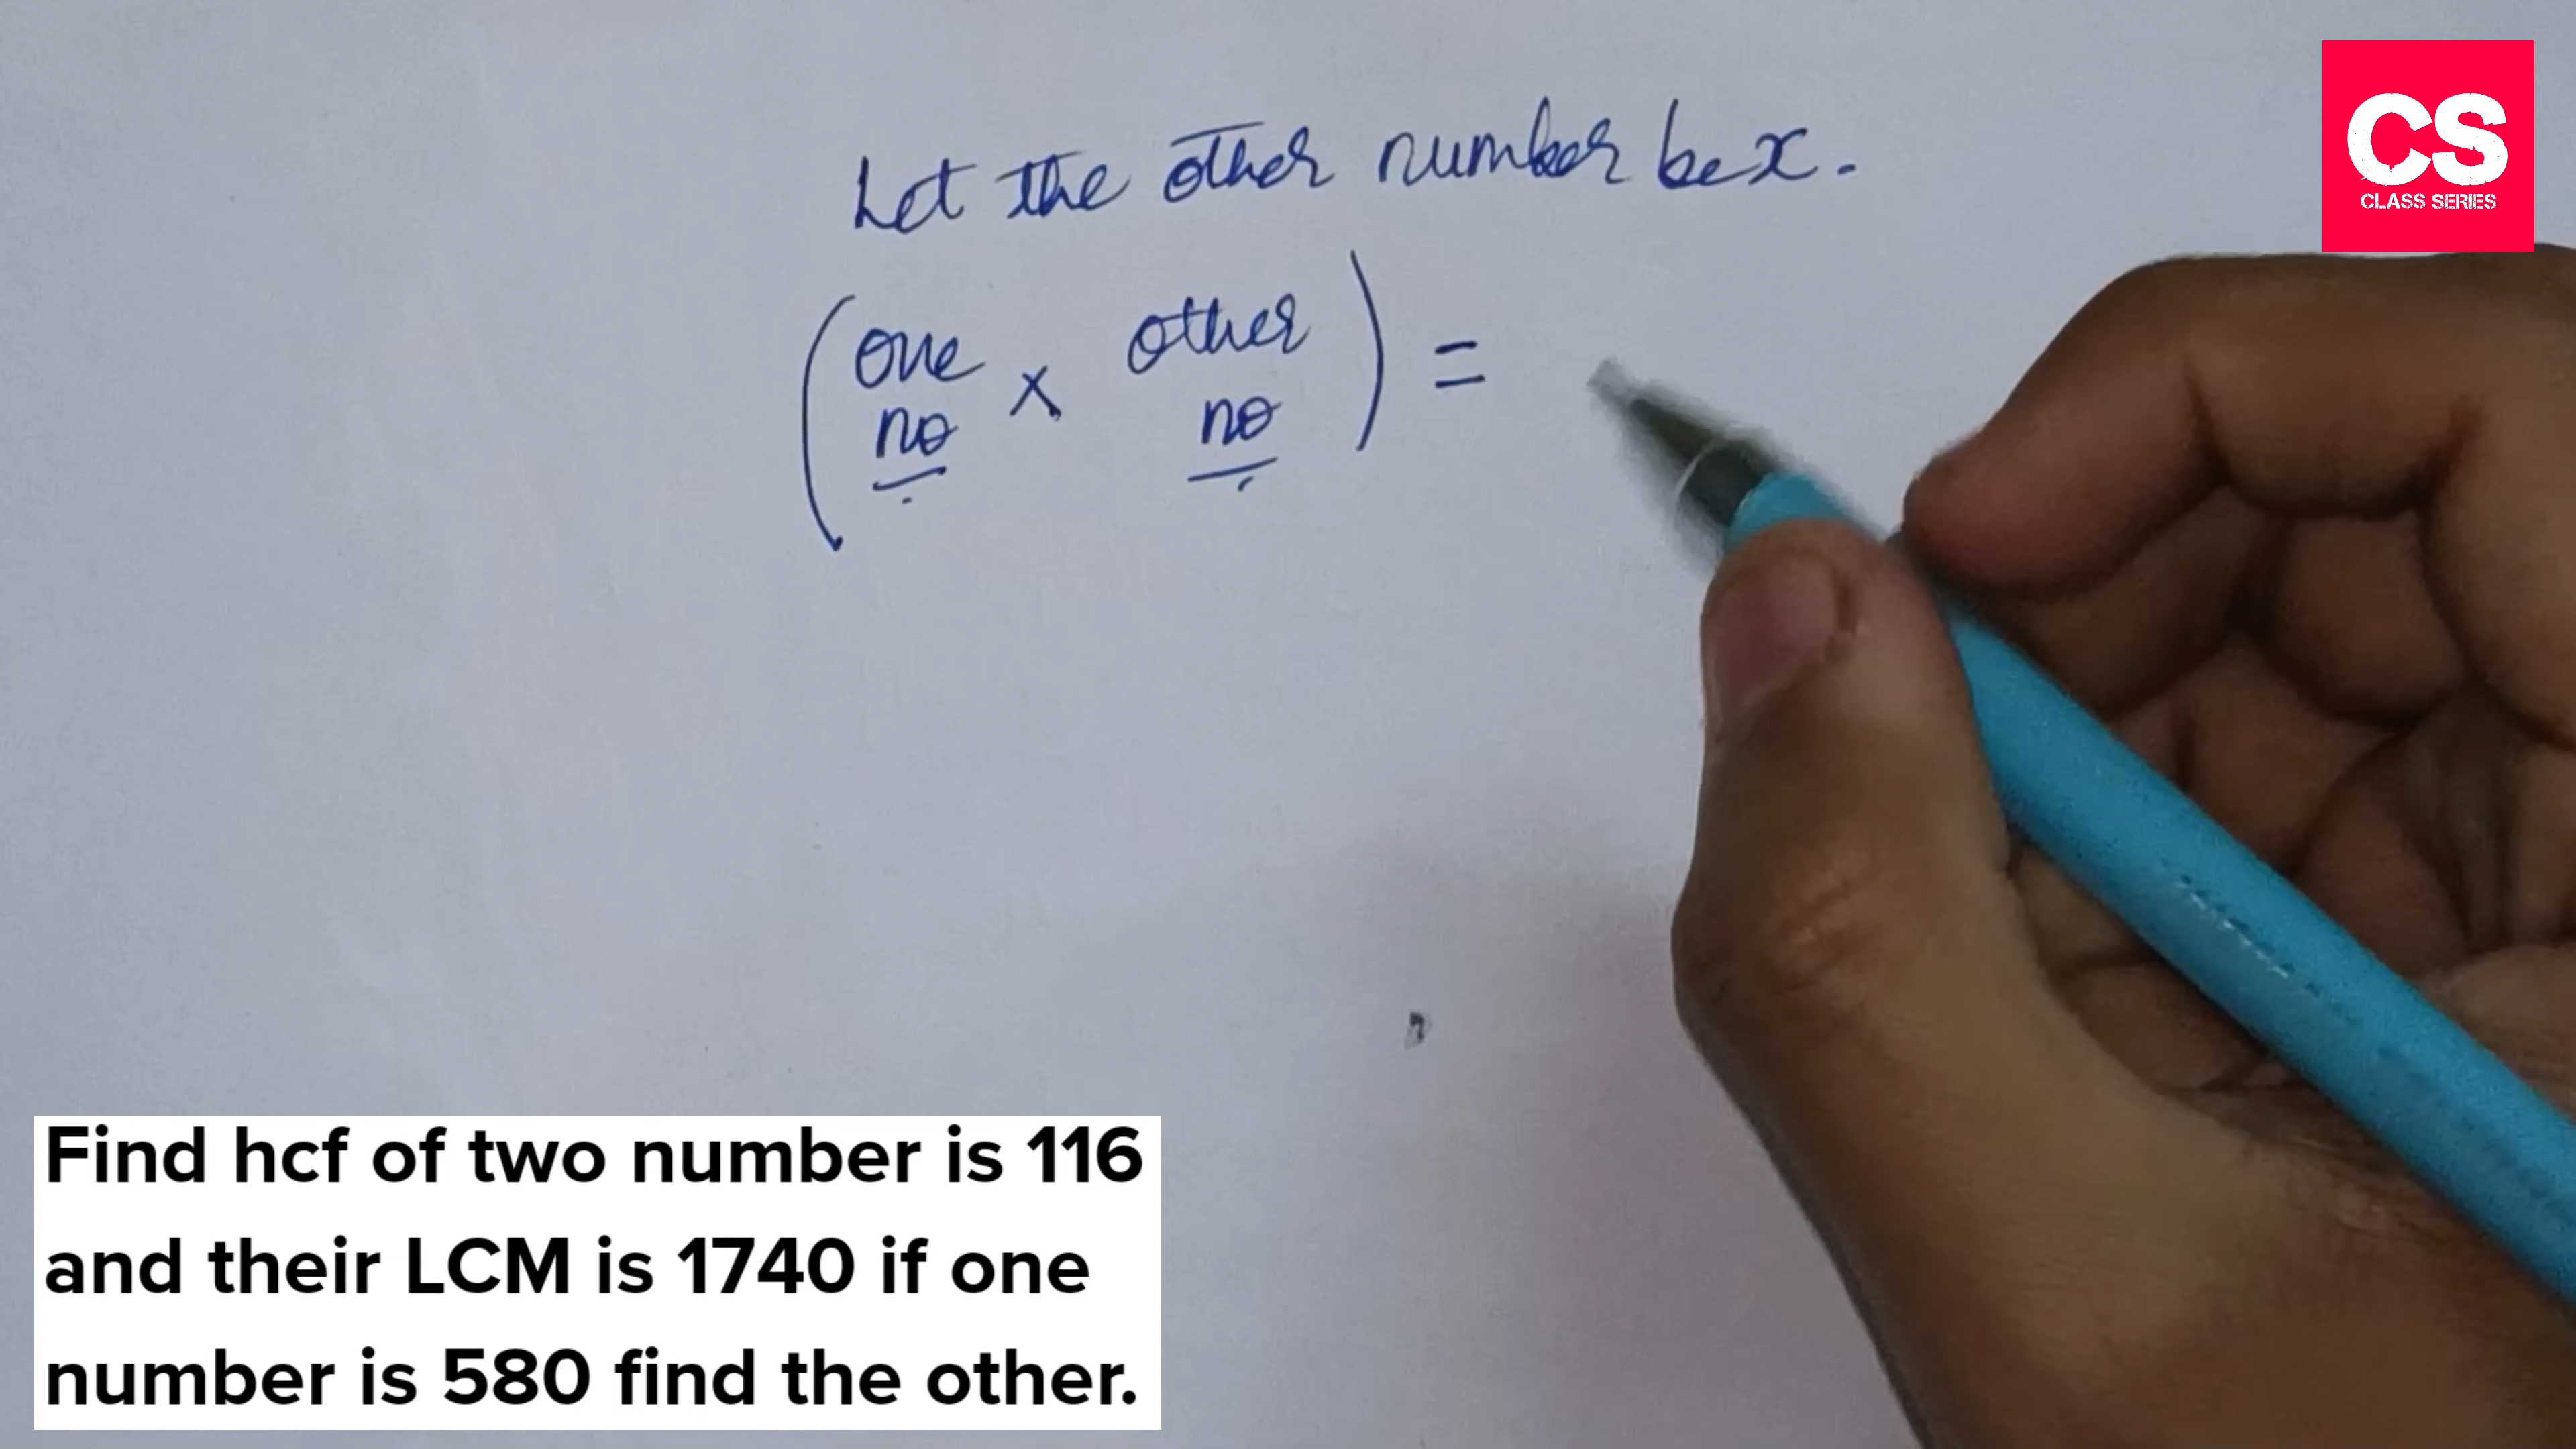 CS
CLASS SERIES
Let the other number be x.
(one no × other no) =
Find hcf of two number is 116
and their LCM is 1740 if one
number is 580 find the other.